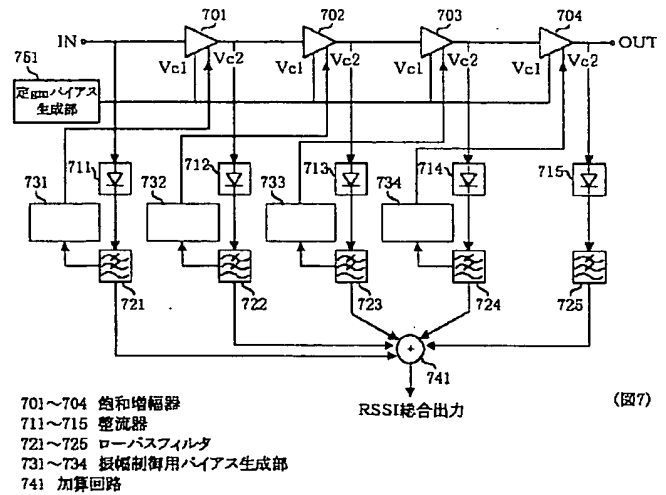 701
702
703
704
IN
OUT
751
Vc1
Vc2
Vc1
Vc2
Vc1
Vc2
Vc1
Vc2
定gmバイアス
生成部
711
712
713
714
715
731
732
733
734
721
722
723
724
725
+
741
RSSI総合出力
(図7)
701~704 飽和増幅器
711~715 整流器
721~725 ローパスフィルタ
731~734 振幅制御用バイアス生成部
741 加算回路